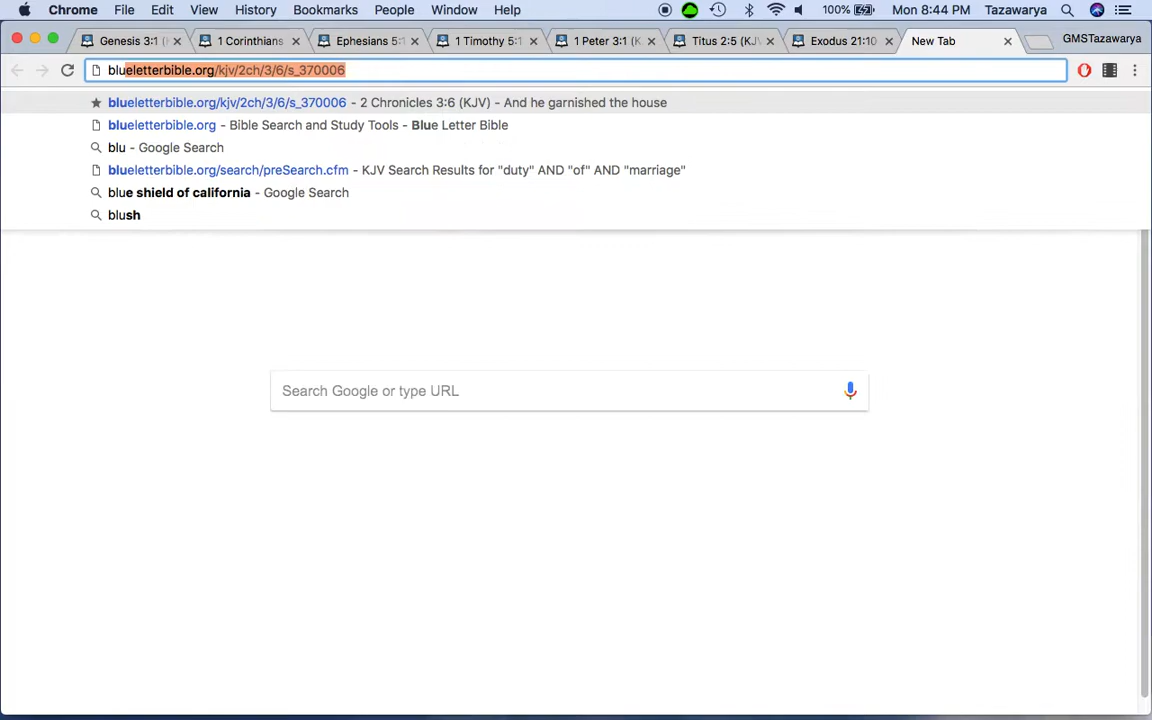 Chrome File Edit View History Bookmarks People Window Help 100% Mon 8:44 PM Tazawarya
Genesis 3:1 ( 1 Corinthians Ephesians 5:1 1 Timothy 5:1 1 Peter 3:1 (K Titus 2:5 (KJV Exodus 21:10 New Tab GMSTazawarya
blueletterbible.org/kjv/2ch/3/6/s_370006
blueletterbible.org/kjv/2ch/3/6/s_370006 - 2 Chronicles 3:6 (KJV) - And he garnished the house
blueletterbible.org - Bible Search and Study Tools - Blue Letter Bible
blu - Google Search
blueletterbible.org/search/preSearch.cfm - KJV Search Results for "duty" AND "of" AND "marriage"
blue shield of california - Google Search
blush
Search Google or type URL